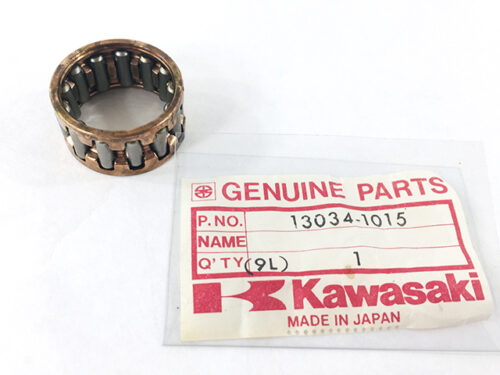 GENUINE PARTS
P.NO. 13034-1015
NAME
Q'TY (9L) 1
Kawasaki
MADE IN JAPAN